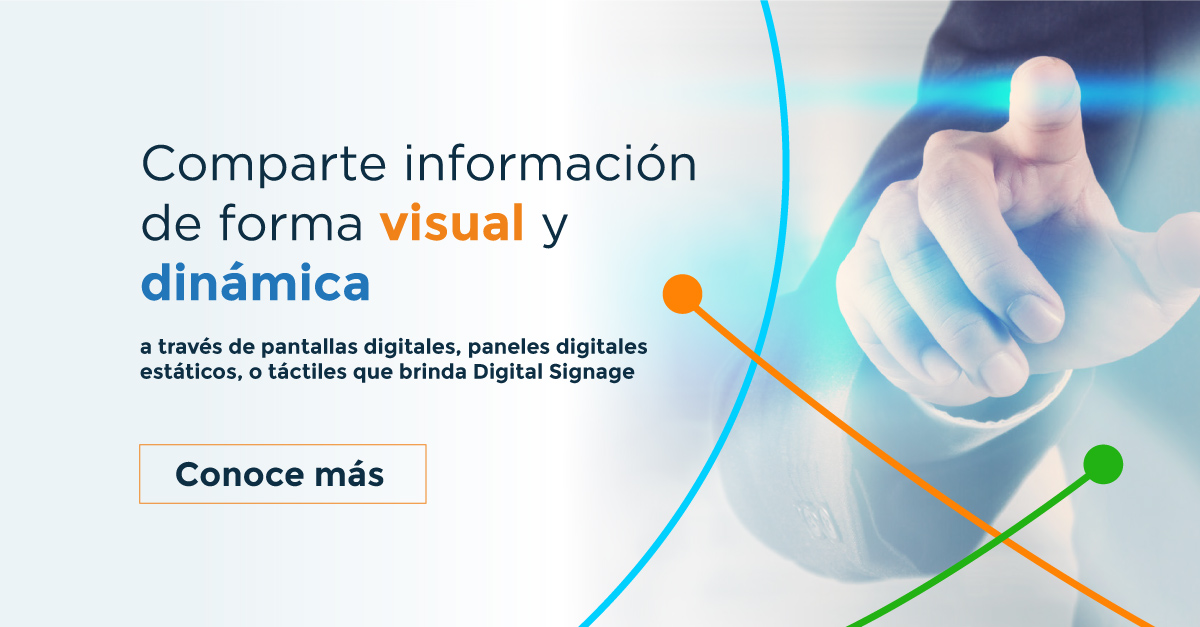 Comparte información
de forma visual y
dinámica
a través de pantallas digitales, paneles digitales
estáticos, o táctiles que brinda Digital Signage
Conoce más